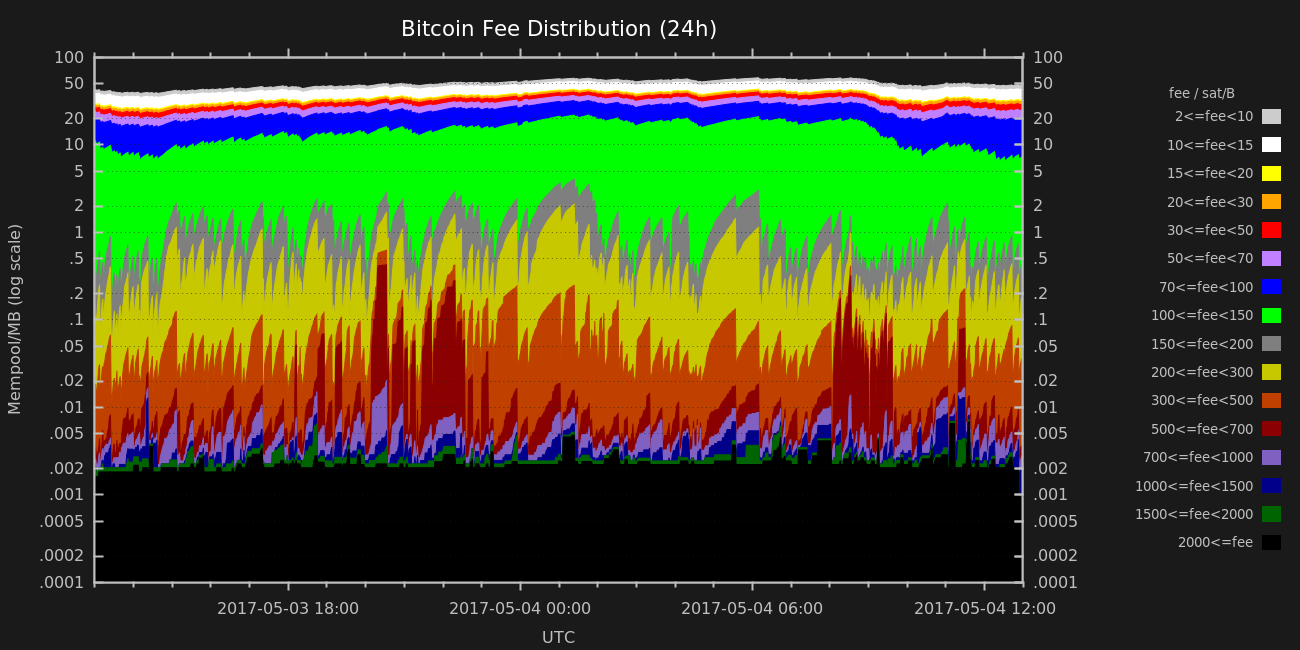 Bitcoin Fee Distribution (24h)
Mempool/MB (log scale)
100
50
20
10
5
2
1
.5
.2
.1
.05
.02
.01
.005
.002
.001
.0005
.0002
.0001
100
50
20
10
5
2
1
.5
.2
.1
.05
.02
.01
.005
.002
.001
.0005
.0002
.0001
2017-05-03 18:00
2017-05-04 00:00
2017-05-04 06:00
2017-05-04 12:00
UTC
fee / sat/B
2<=fee<10
10<=fee<15
15<=fee<20
20<=fee<30
30<=fee<50
50<=fee<70
70<=fee<100
100<=fee<150
150<=fee<200
200<=fee<300
300<=fee<500
500<=fee<700
700<=fee<1000
1000<=fee<1500
1500<=fee<2000
2000<=fee